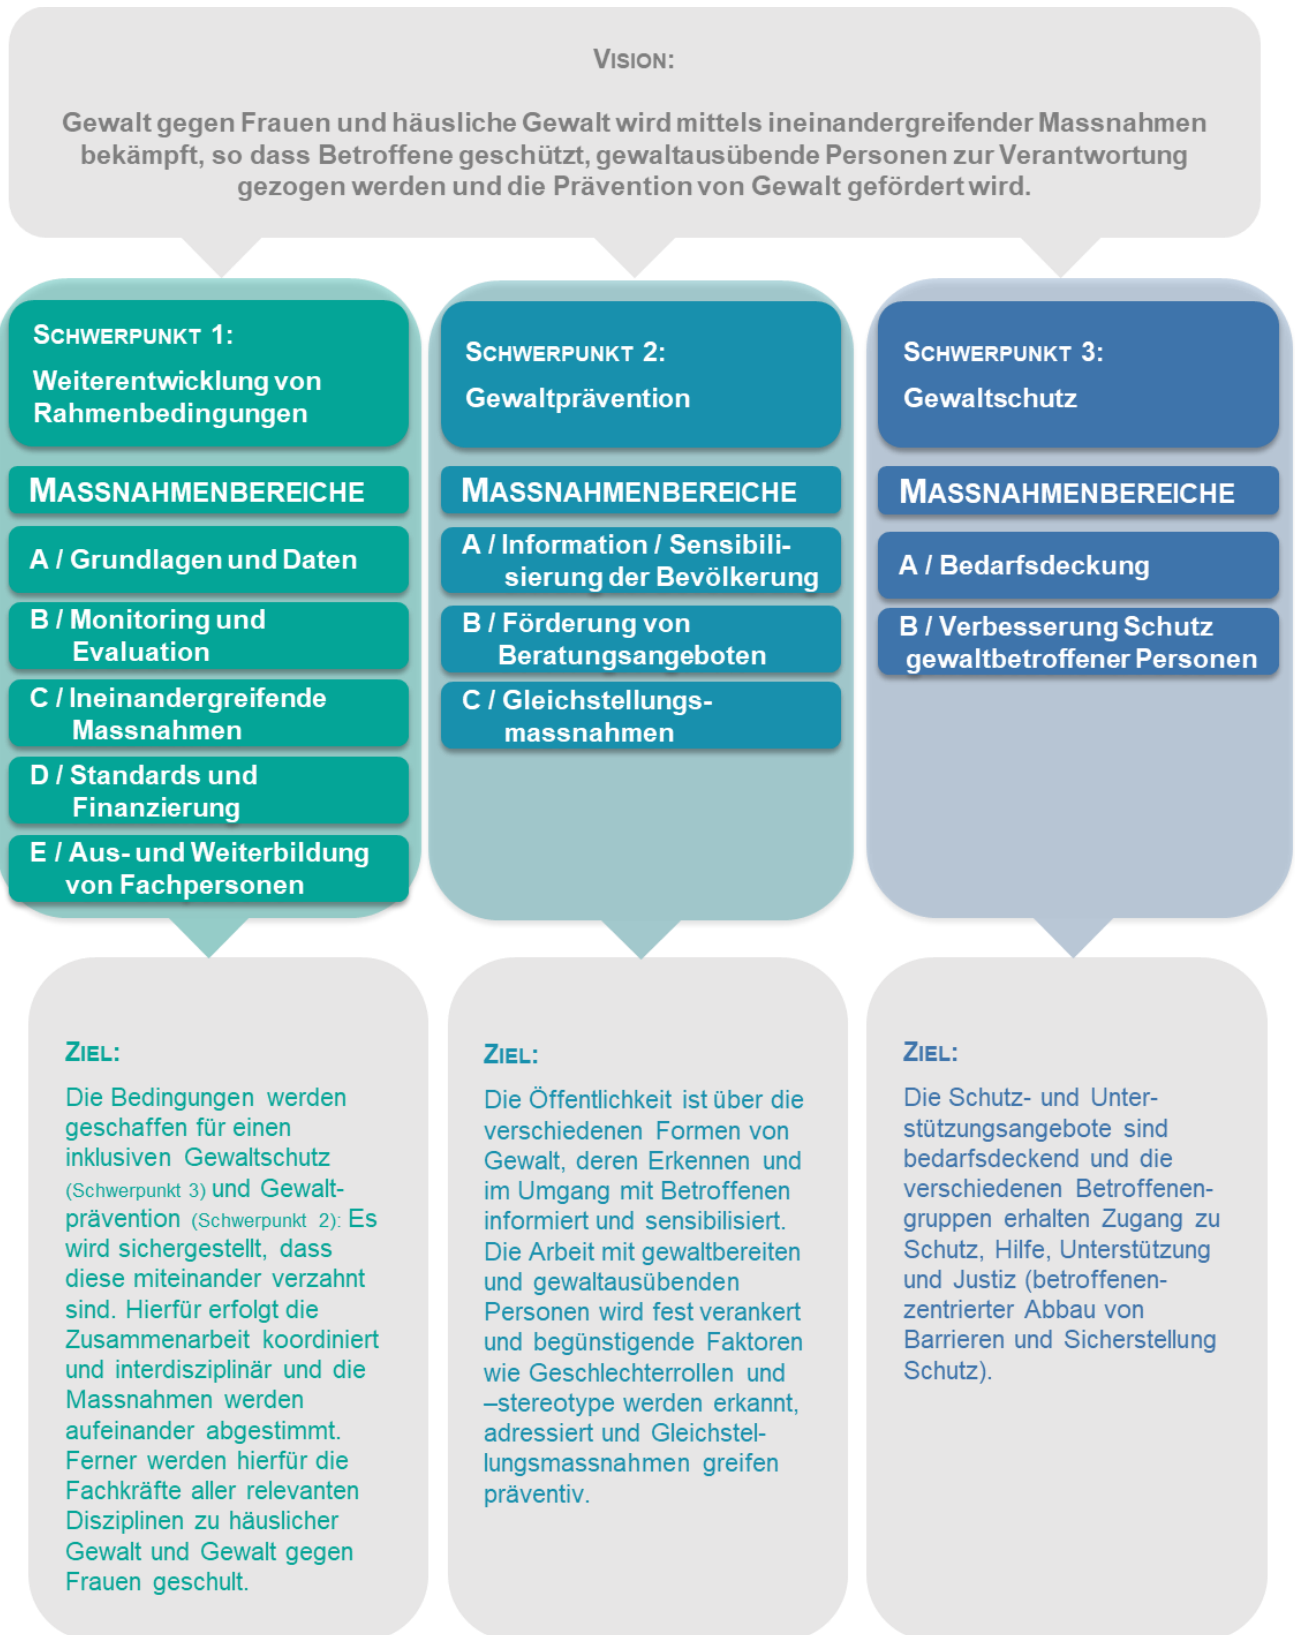 VISION:
Gewalt gegen Frauen und häusliche Gewalt wird mittels ineinandergreifender Massnahmen
bekämpft, so dass Betroffene geschützt, gewaltausübende Personen zur Verantwortung
gezogen werden und die Prävention von Gewalt gefördert wird.
SCHWERPUNKT 1:
Weiterentwicklung von
Rahmenbedingungen
MASSNAHMENBEREICHE
A / Grundlagen und Daten
B / Monitoring und
Evaluation
C / Ineinandergreifende
Massnahmen
D / Standards und
Finanzierung
E / Aus- und Weiterbildung
von Fachpersonen
ZIEL:
Die Bedingungen werden
geschaffen für einen
inklusiven Gewaltschutz
(Schwerpunkt 3) und Gewalt-
prävention (Schwerpunkt 2): Es
wird sichergestellt, dass
diese miteinander verzahnt
sind. Hierfür erfolgt die
Zusammenarbeit koordiniert
und interdisziplinär und die
Massnahmen werden
aufeinander abgestimmt.
Ferner werden hierfür die
Fachkräfte aller relevanten
Disziplinen zu häuslicher
Gewalt und Gewalt gegen
Frauen geschult.
SCHWERPUNKT 2:
Gewaltprävention
MASSNAHMENBEREICHE
A / Information / Sensibili-
sierung der Bevölkerung
B / Förderung von
Beratungsangeboten
C / Gleichstellungs-
massnahmen
ZIEL:
Die Öffentlichkeit ist über die
verschiedenen Formen von
Gewalt, deren Erkennen und
im Umgang mit Betroffenen
informiert und sensibilisiert.
Die Arbeit mit gewaltbereiten
und gewaltausübenden
Personen wird fest verankert
und begünstigende Faktoren
wie Geschlechterrollen und
–stereotype werden erkannt,
adressiert und Gleichstel-
lungsmassnahmen greifen
präventiv.
SCHWERPUNKT 3:
Gewaltschutz
MASSNAHMENBEREICHE
A / Bedarfsdeckung
B / Verbesserung Schutz
gewaltbetroffener Personen
ZIEL:
Die Schutz- und Unter-
stützungsangebote sind
bedarfsdeckend und die
verschiedenen Betroffenen-
gruppen erhalten Zugang zu
Schutz, Hilfe, Unterstützung
und Justiz (betroffenen-
zentrierter Abbau von
Barrieren und Sicherstellung
Schutz).